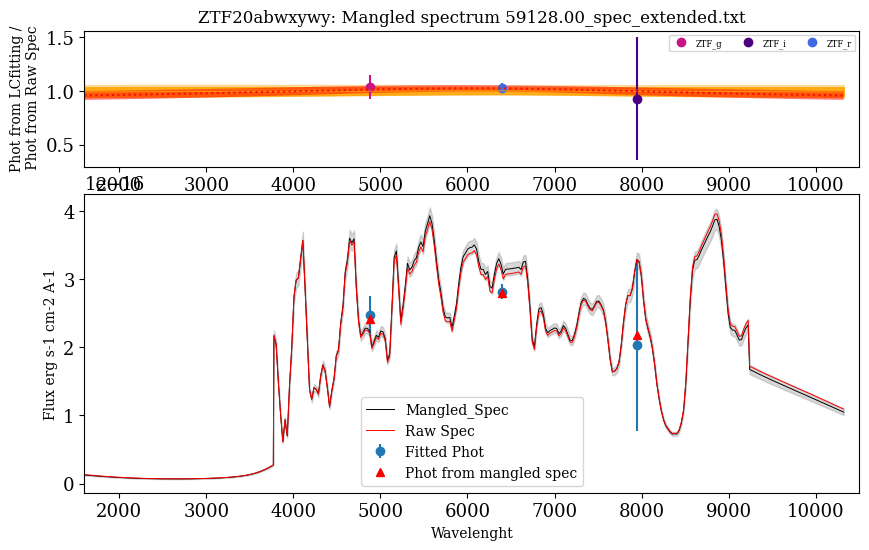 ZTF20abwxywy: Mangled spectrum 59128.00_spec_extended.txt
Phot from LCfitting /
Phot from Raw Spec
1.5
1.0
0.5
ZTF_g ZTF_i ZTF_r
2000 3000 4000 5000 6000 7000 8000 9000 10000
1e−16
Flux erg s-1 cm-2 A-1
4
3
2
1
0
Mangled_Spec
Raw Spec
Fitted Phot
Phot from mangled spec
2000 3000 4000 5000 6000 7000 8000 9000 10000
Wavelenght